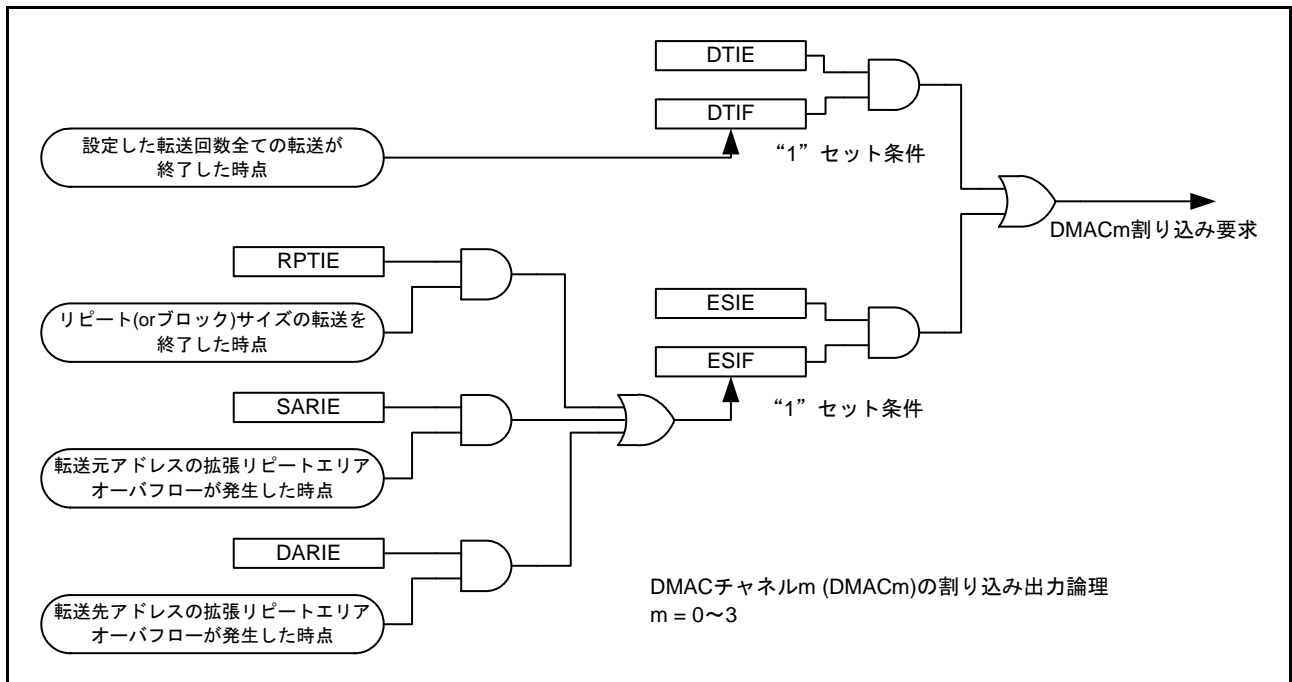 DTIE
DTIF
設定した転送回数全ての転送が
終了した時点
“1”セット条件
DMACm割り込み要求
RPTIE
リピート(orブロック)サイズの転送を
終了した時点
ESIE
ESIF
“1”セット条件
SARIE
転送元アドレスの拡張リピートエリア
オーバフローが発生した時点
DARIE
転送先アドレスの拡張リピートエリア
オーバフローが発生した時点
DMACチャネルm (DMACm)の割り込み出力論理
m = 0～3